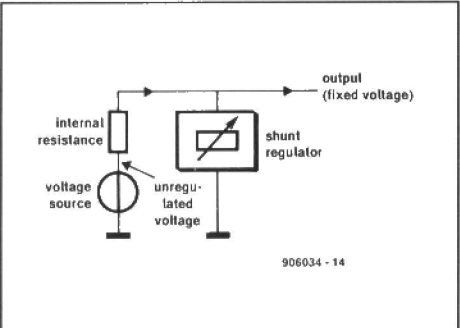 output
(fixed voltage)
internal
resistance
shunt
regulator
voltage
source
unregu-
lated
voltage
906034 - 14